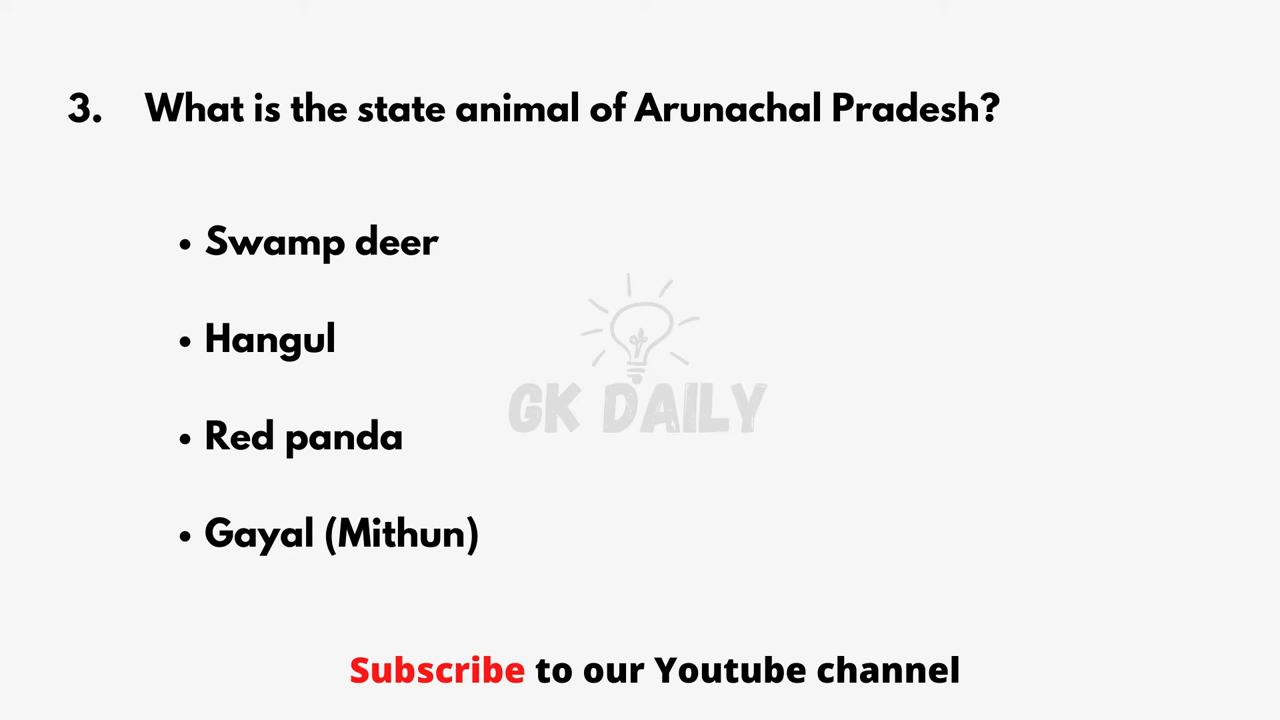 3. What is the state animal of Arunachal Pradesh?
• Swamp deer
• Hangul
GK DAILY
• Red panda
• Gayal (Mithun)
Subscribe to our Youtube channel